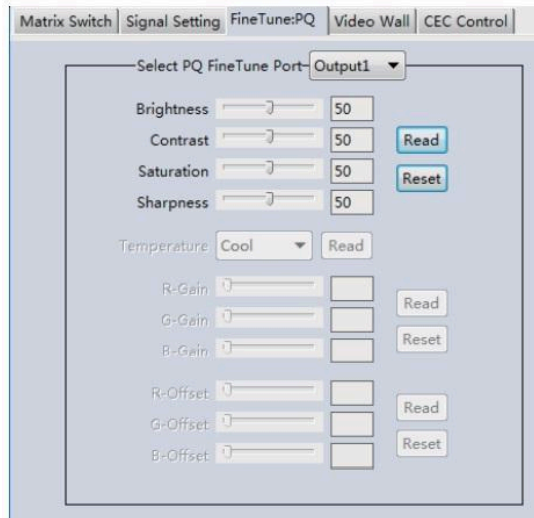 Matrix Switch Signal Setting FineTune:PQ Video Wall CEC Control
Select PQ FineTune Port Output1
Brightness 50
Contrast 50 Read
Saturation 50
Reset
Sharpness 50
Temperature Cool Read
R-Gain
Read
G-Gain
Reset
B-Gain
R-Offset
Read
G-Offset
Reset
B-Offset